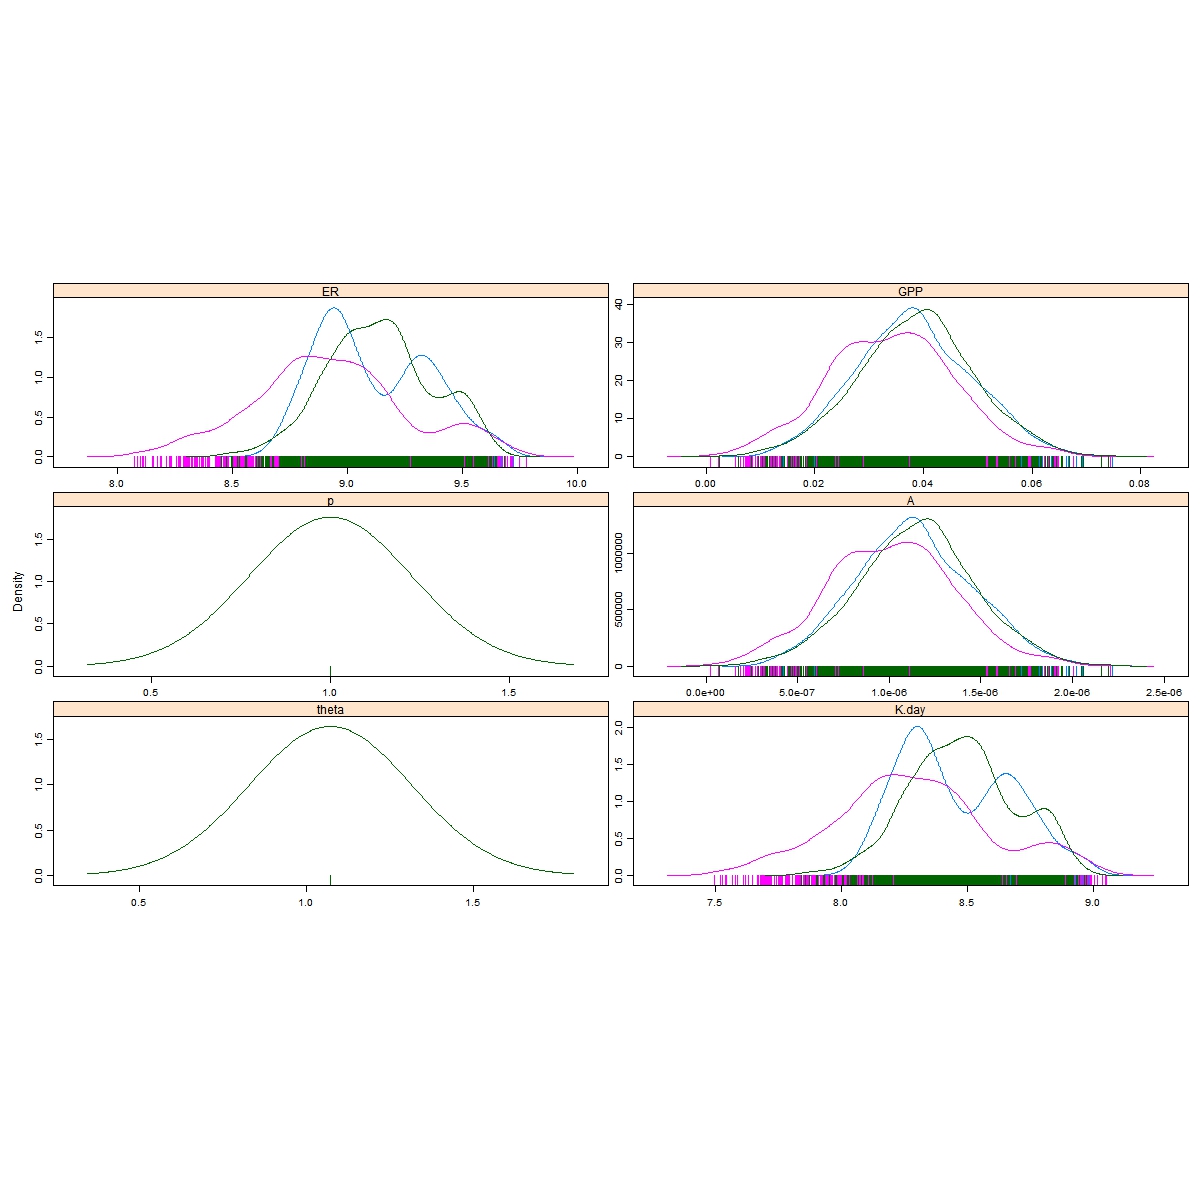 ER
0.0 0.5 1.0 1.5
8.0 8.5 9.0 9.5 10.0
GPP
0 10 20 30 40
0.00 0.02 0.04 0.06 0.08
Density
p
0.0 0.5 1.0 1.5
0.5 1.0 1.5
A
0 500000 1000000
0.0e+00 5.0e-07 1.0e-06 1.5e-06 2.0e-06 2.5e-06
theta
0.0 0.5 1.0 1.5
0.5 1.0 1.5
K.day
0.0 0.5 1.0 1.5 2.0
7.5 8.0 8.5 9.0